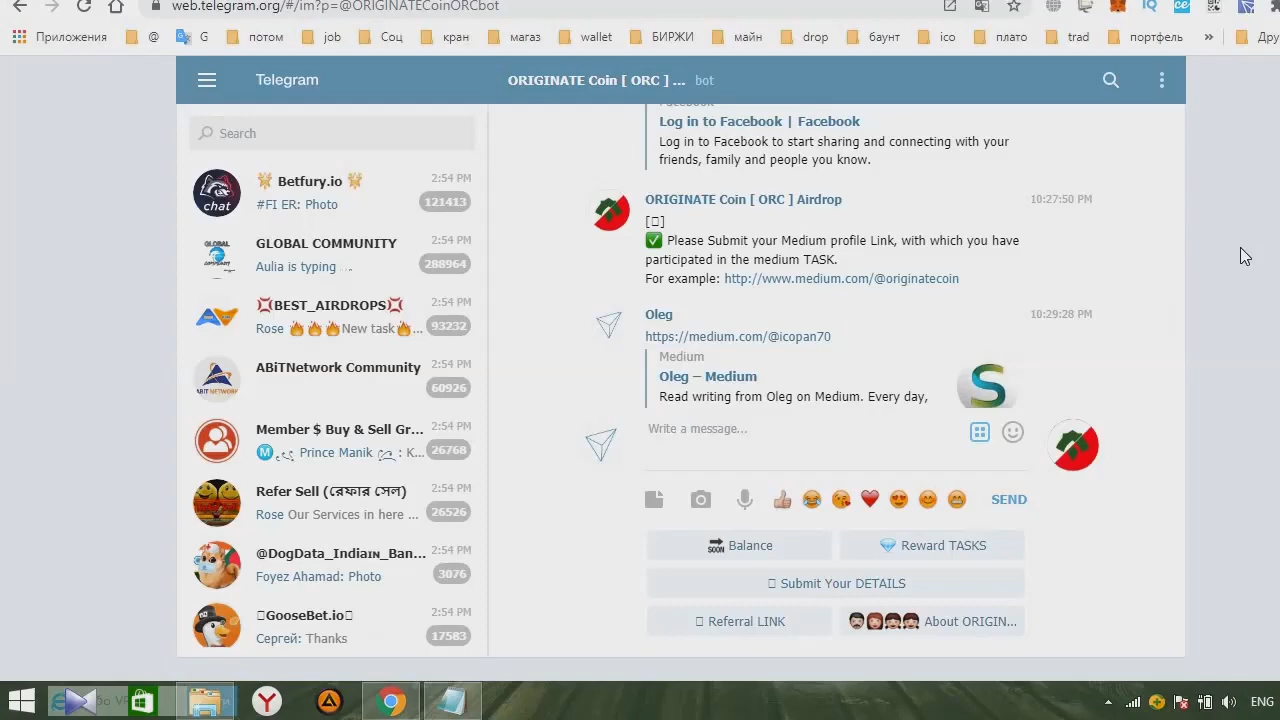 web.telegram.org/#/im?p=@ORIGINATECoinORCbot
Приложения @ G потом job Соц кран магаз wallet БИРЖИ майн drop баунт ico плато trad портфель » Дру
Telegram
ORIGINATE Coin [ ORC ] ... bot
Search
Betfury.io 2:54 PM
#FI ER: Photo 121413
GLOBAL COMMUNITY 2:54 PM
Aulia is typing ... 288964
💢BEST_AIRDROPS💢 2:54 PM
Rose 🔥🔥🔥New task🔥... 93232
ABiTNetwork Community 2:54 PM
60926
Member $ Buy & Sell Gr... 2:54 PM
Prince Manik : K... 26768
Refer Sell (রেফার সেল) 2:54 PM
Rose Our Services in here ... 26526
@DogData_Indiaɪɴ_Ban... 2:54 PM
Foyez Ahamad: Photo 3076
GooseBet.io 2:54 PM
Сергей: Thanks 17583
Facebook
Log in to Facebook | Facebook
Log in to Facebook to start sharing and connecting with your
friends, family and people you know.
ORIGINATE Coin [ ORC ] Airdrop 10:27:50 PM
✅ Please Submit your Medium profile Link, with which you have
participated in the medium TASK.
For example: http://www.medium.com/@originatecoin
Oleg 10:29:28 PM
https://medium.com/@icopan70
Medium
Oleg – Medium
Read writing from Oleg on Medium. Every day,
Write a message...
SEND
🔜 Balance
💎 Reward TASKS
Submit Your DETAILS
Referral LINK
About ORIGIN...
ENG